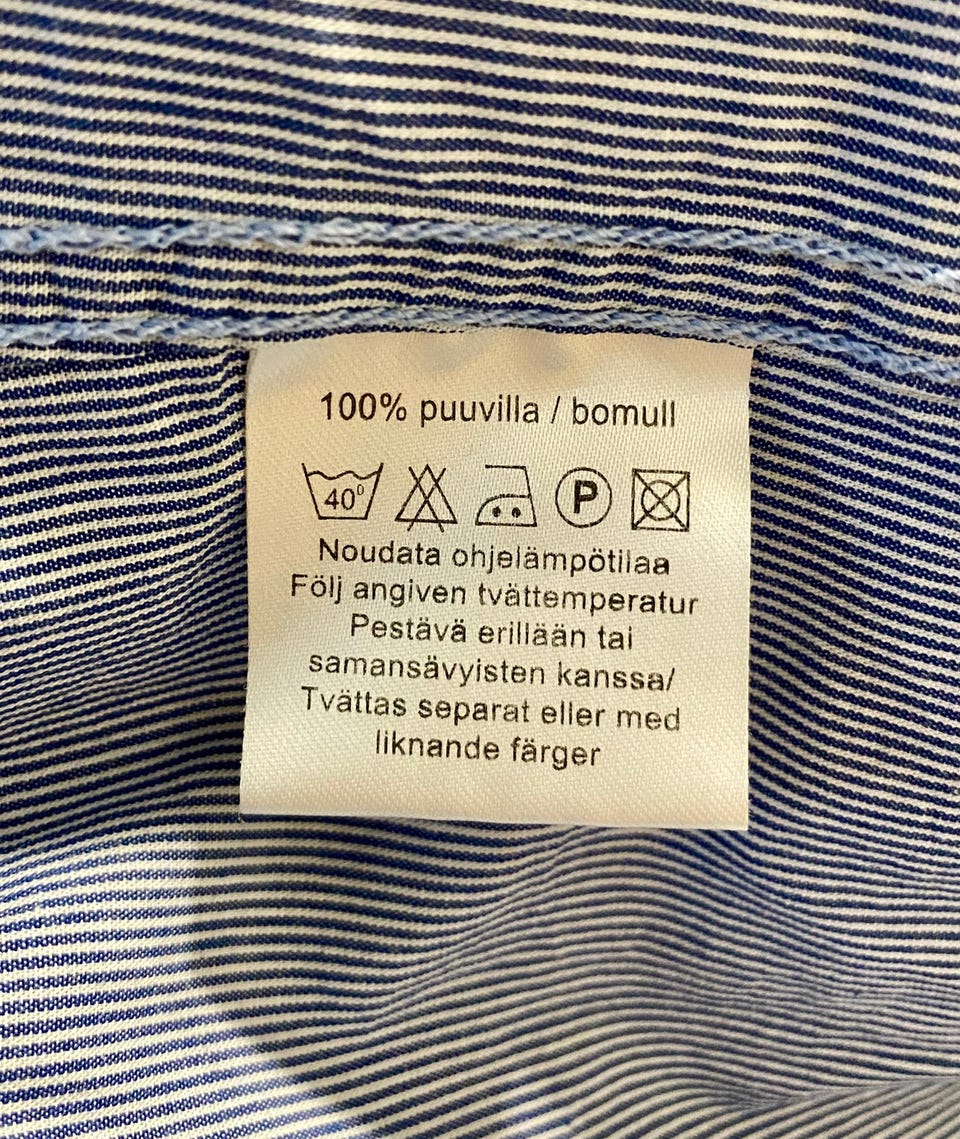 100% puuvilla / bomull
40° P
Noudata ohjelämpötilaa
Följ angiven tvättemperatur
Pestävä erillään tai
samansävyisten kanssa/
Tvättas separat eller med
liknande färger